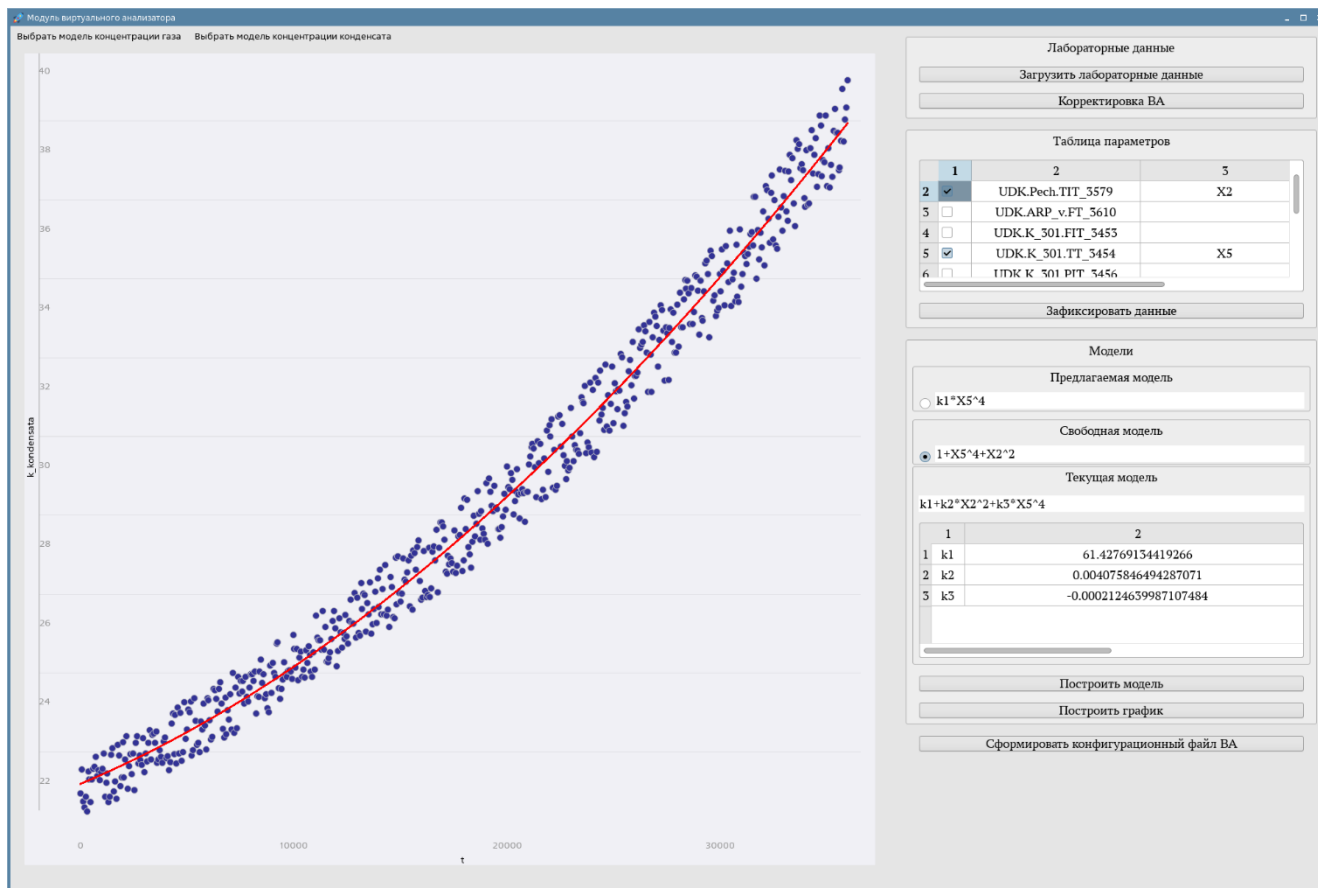 Модуль виртуального анализатора
Выбрать модель концентрации газа Выбрать модель концентрации конденсата
40
38
36
34
32
30
28
26
24
22
k_kondensata
0 10000 20000 30000
t
Лабораторные данные
Загрузить лабораторные данные
Корректировка ВА
Таблица параметров
1 2 3
2 UDK.Pech.TIT_3579 X2
3 UDK.ARP_v.FT_3610
4 UDK.K_301.FIT_3453
5 UDK.K_301.TT_3454 X5
6 UDK.K_301.PIT_3456
Зафиксировать данные
Модели
Предлагаемая модель
k1*X5^4
Свободная модель
1+X5^4+X2^2
Текущая модель
k1+k2*X2^2+k3*X5^4
1 2
1 k1 61.42769134419266
2 k2 0.004075846494287071
3 k3 -0.0002124639987107484
Построить модель
Построить график
Сформировать конфигурационный файл ВА